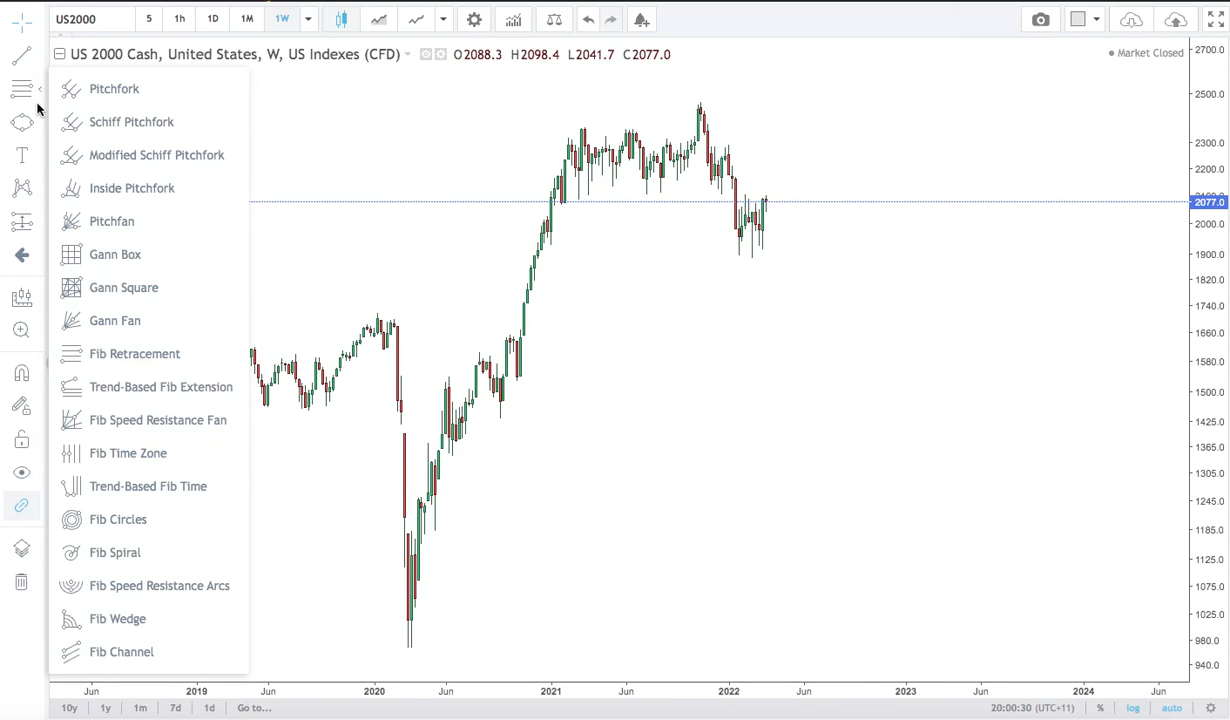 US2000 5 1h 1D 1M 1W
US 2000 Cash, United States, W, US Indexes (CFD) O2088.3 H2098.4 L2041.7 C2077.0
Market Closed
Pitchfork
Schiff Pitchfork
Modified Schiff Pitchfork
Inside Pitchfork
Pitchfan
Gann Box
Gann Square
Gann Fan
Fib Retracement
Trend-Based Fib Extension
Fib Speed Resistance Fan
Fib Time Zone
Trend-Based Fib Time
Fib Circles
Fib Spiral
Fib Speed Resistance Arcs
Fib Wedge
Fib Channel
2700.0
2500.0
2300.0
2200.0
2077.0
2000.0
1900.0
1820.0
1740.0
1660.0
1580.0
1500.0
1425.0
1365.0
1305.0
1245.0
1185.0
1125.0
1075.0
1025.0
980.0
940.0
Jun 2019 Jun 2020 Jun 2021 Jun 2022 Jun 2023 Jun 2024 Jun
10y 1y 1m 7d 1d Go to... 20:00:30 (UTC+11) % log auto